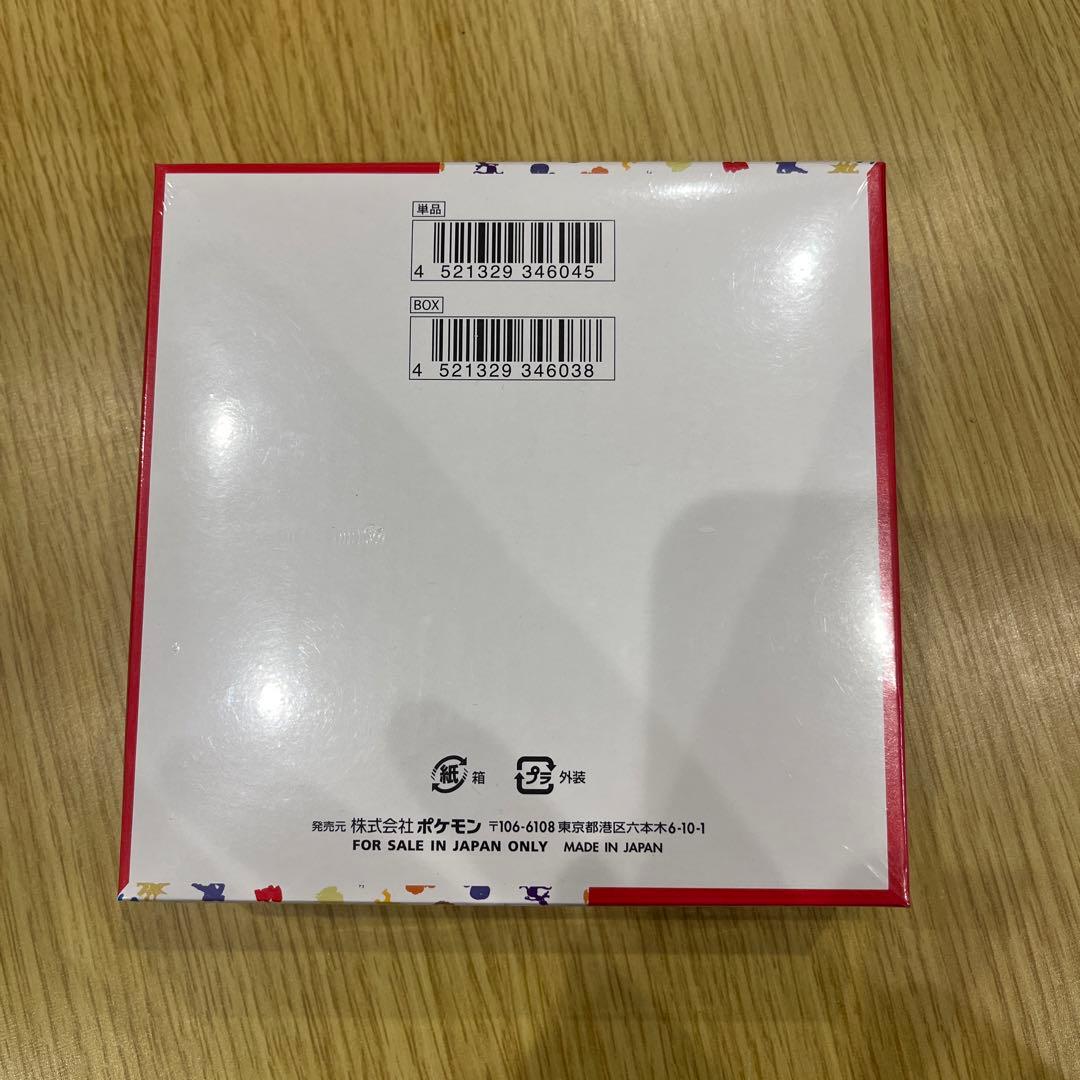 単品
4 521329 346045
BOX
4 521329 346038
紙 箱 プラ 外装
発売元 株式会社 ポケモン 〒106-6108 東京都港区六本木6-10-1
FOR SALE IN JAPAN ONLY MADE IN JAPAN